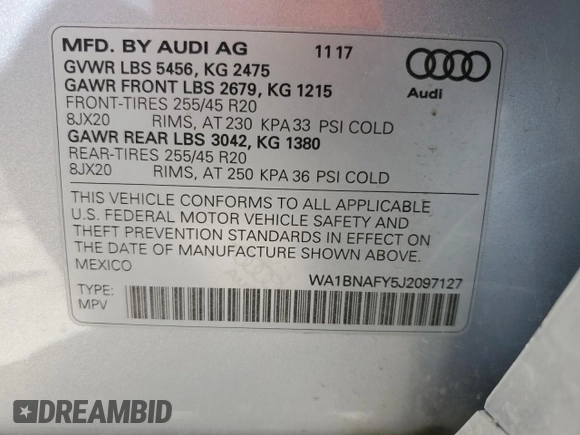 MFD. BY AUDI AG 11 17
GVWR LBS 5456, KG 2475
GAWR FRONT LBS 2679, KG 1215
FRONT-TIRES 255/45 R20
8JX20 RIMS, AT 230 KPA 33 PSI COLD
GAWR REAR LBS 3042, KG 1380
REAR-TIRES 255/45 R20
8JX20 RIMS, AT 250 KPA 36 PSI COLD
Audi
THIS VEHICLE CONFORMS TO ALL APPLICABLE
U.S. FEDERAL MOTOR VEHICLE SAFETY AND
THEFT PREVENTION STANDARDS IN EFFECT ON
THE DATE OF MANUFACTURE SHOWN ABOVE.
MEXICO
WA1BNAFY5J2097127
TYPE:
MPV
DREAMBID